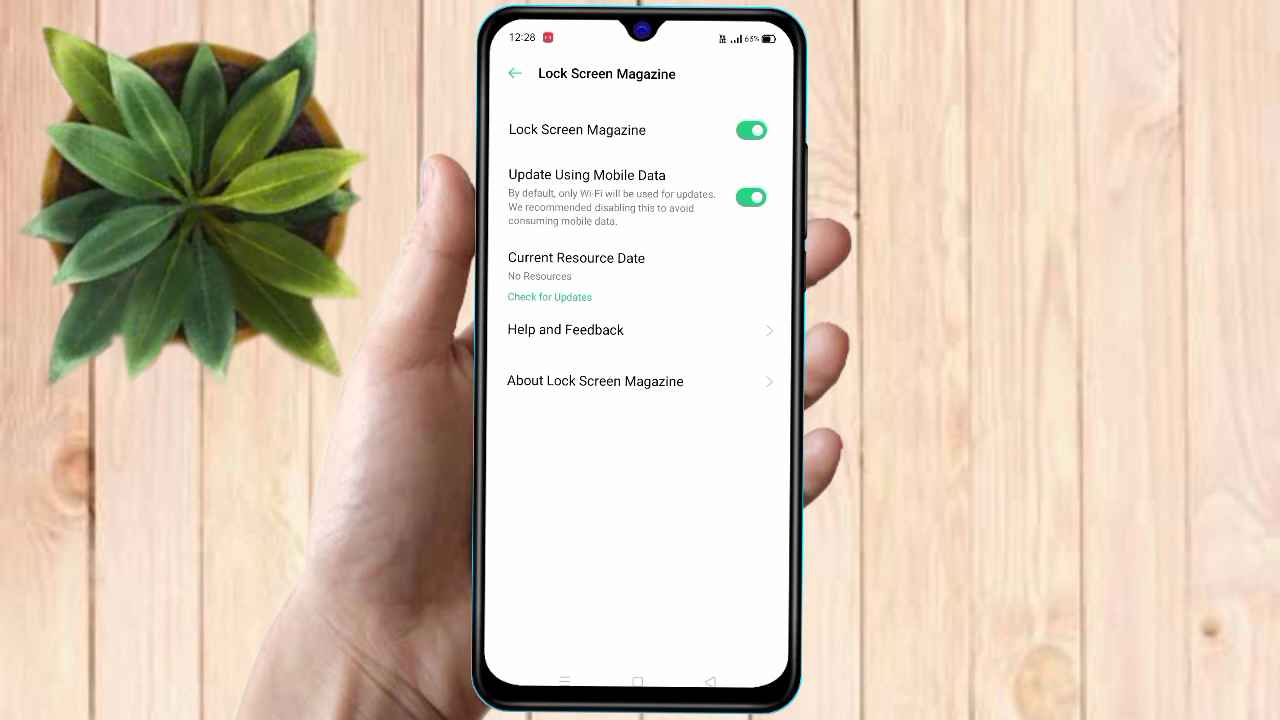 12:28
63%
Lock Screen Magazine
Lock Screen Magazine
Update Using Mobile Data
By default, only Wi-Fi will be used for updates.
We recommended disabling this to avoid
consuming mobile data.
Current Resource Date
No Resources
Check for Updates
Help and Feedback
About Lock Screen Magazine